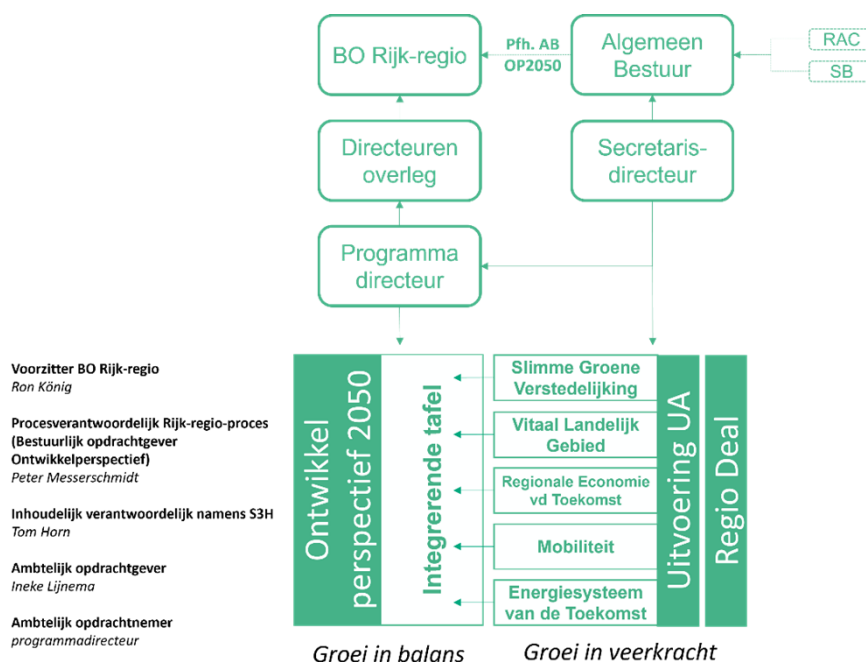 BO Rijk-regio
Pfh. AB
OP2050
Algemeen
Bestuur
RAC
SB
Directeuren
overleg
Secretaris-
directeur
Programma
directeur
Voorzitter BO Rijk-regio
Ron König
Procesverantwoordelijk Rijk-regio-proces
(Bestuurlijk opdrachtgever
Ontwikkelperspectief)
Peter Messerschmidt
Inhoudelijk verantwoordelijk namens S3H
Tom Horn
Ambtelijk opdrachtgever
Ineke Lijnema
Ambtelijk opdrachtnemer
programmadirecteur
Ontwikkel
perspectief 2050
Integrerende tafel
Slimme Groene
Verstedelijking
Vitaal Landelijk
Gebied
Regionale Economie
vd Toekomst
Mobiliteit
Energiesysteem
van de Toekomst
Uitvoering UA
Regio Deal
Groei in balans
Groei in veerkracht